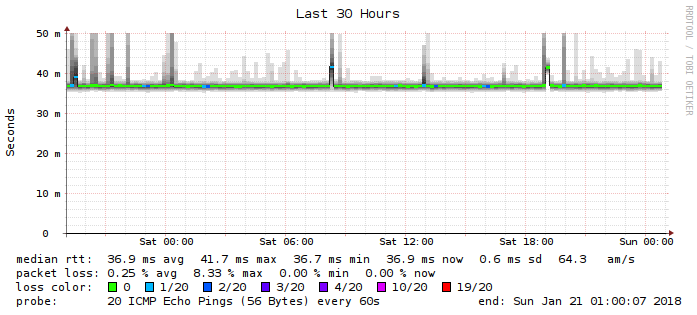 Last 30 Hours
RRDTOOL / TOBI OETIKER
Seconds
50 m
40 m
30 m
20 m
10 m
0
Sat 00:00 Sat 06:00 Sat 12:00 Sat 18:00 Sun 00:00
median rtt: 36.9 ms avg 41.7 ms max 36.7 ms min 36.9 ms now 0.6 ms sd 64.3 am/s
packet loss: 0.25 % avg 8.33 % max 0.00 % min 0.00 % now
loss color: 0 1/20 2/20 3/20 4/20 10/20 19/20
probe: 20 ICMP Echo Pings (56 Bytes) every 60s end: Sun Jan 21 01:00:07 2018